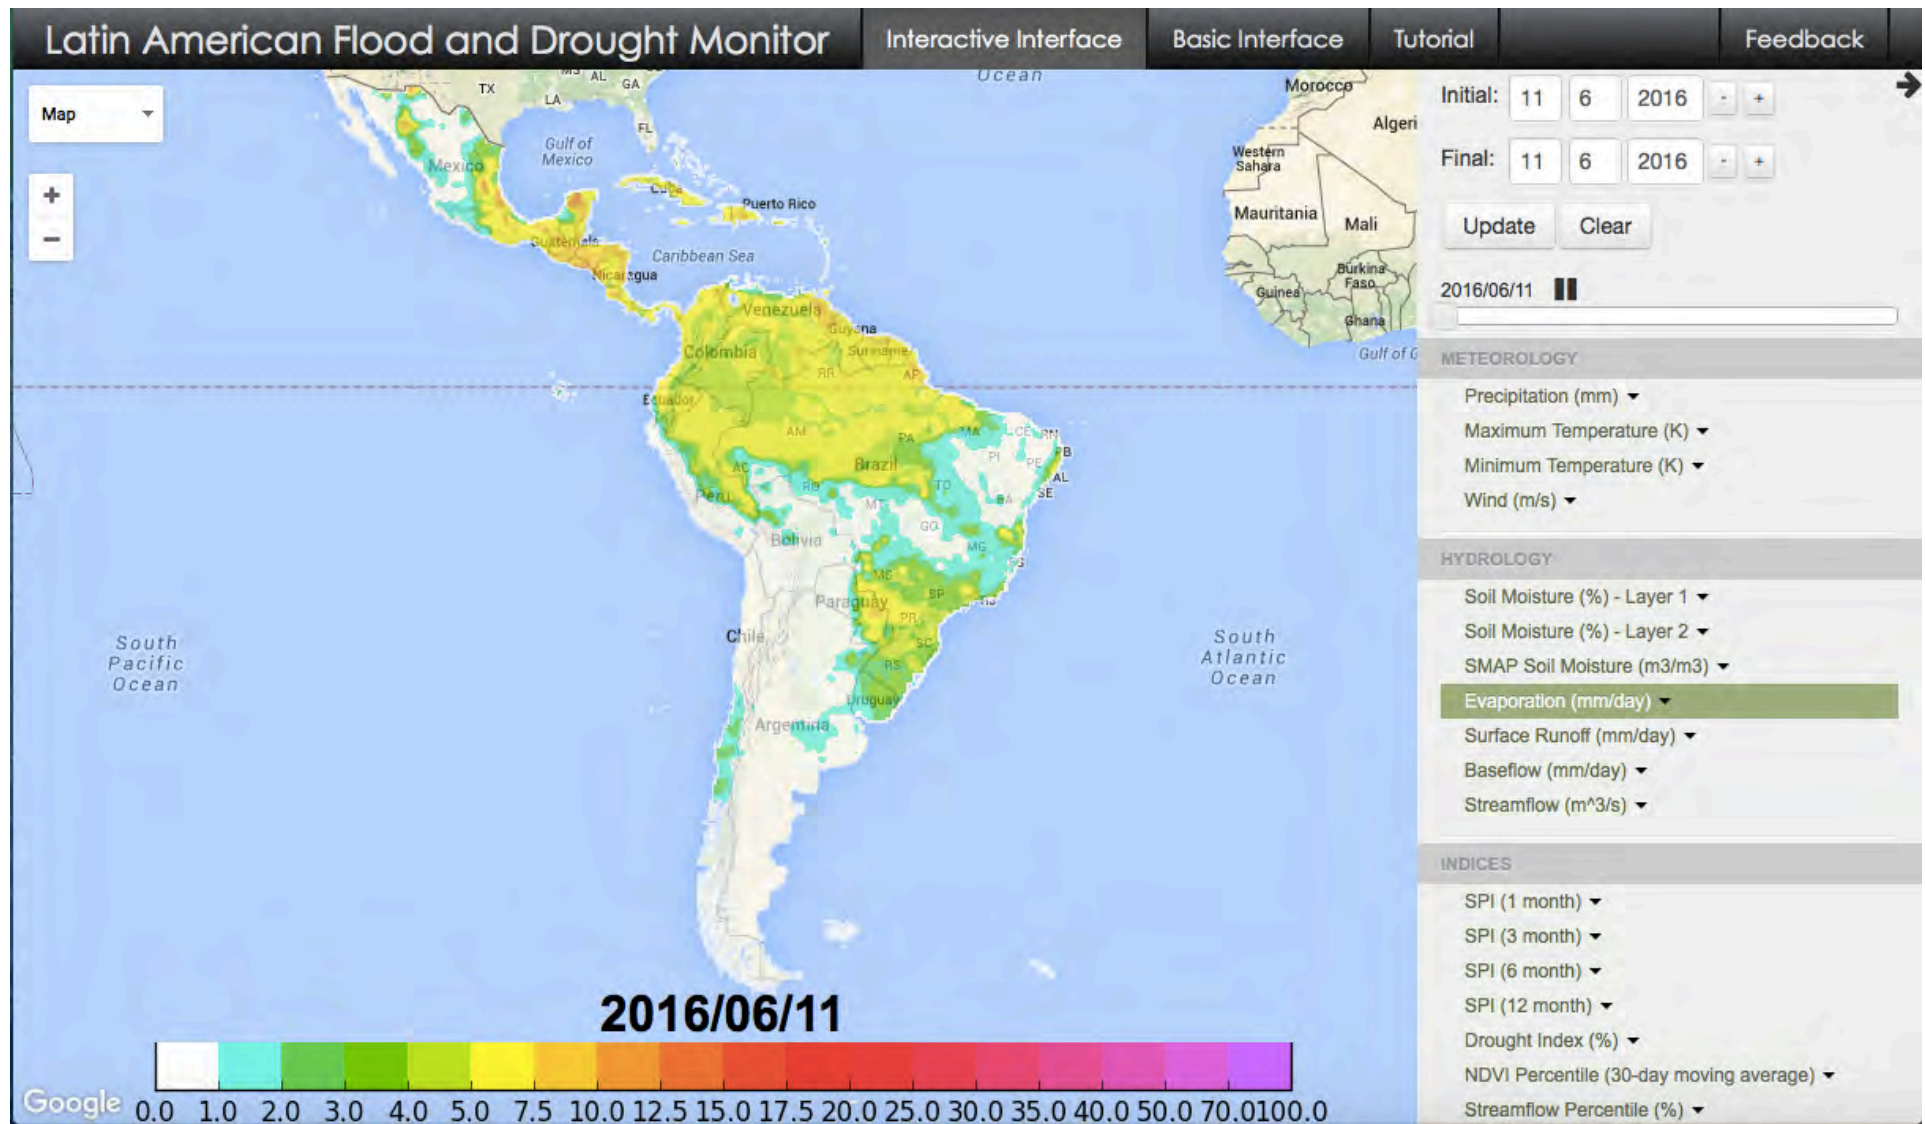 Latin American Flood and Drought Monitor
Interactive Interface
Basic Interface
Tutorial
Feedback
Map
+
−
TX
MS
AL
GA
LA
FL
Ocean
Gulf of
Mexico
Mexico
Cuba
Puerto Rico
Guatemala
Caribbean Sea
Nicaragua
Venezuela
Guyana
Colombia
Suriname
RR
AP
Ecuador
AM
PA
MA
CE
RN
PI
PB
PE
AL
SE
AC
Brazil
RO
TO
BA
Peru
MT
GO
Bolivia
MG
ES
MS
SP
RJ
Paraguay
PR
SC
Chile
RS
Uruguay
Argentina
South
Pacific
Ocean
South
Atlantic
Ocean
Morocco
Algeri
Western
Sahara
Mauritania
Mali
Burkina
Faso
Guinea
Ghana
Gulf of G
2016/06/11
Google
0.0 1.0 2.0 3.0 4.0 5.0 7.5 10.0 12.5 15.0 17.5 20.0 25.0 30.0 35.0 40.0 50.0 70.0100.0
Initial: 11 6 2016 - +
Final: 11 6 2016 - +
Update Clear
2016/06/11
METEOROLOGY
Precipitation (mm)
Maximum Temperature (K)
Minimum Temperature (K)
Wind (m/s)
HYDROLOGY
Soil Moisture (%) - Layer 1
Soil Moisture (%) - Layer 2
SMAP Soil Moisture (m3/m3)
Evaporation (mm/day)
Surface Runoff (mm/day)
Baseflow (mm/day)
Streamflow (m^3/s)
INDICES
SPI (1 month)
SPI (3 month)
SPI (6 month)
SPI (12 month)
Drought Index (%)
NDVI Percentile (30-day moving average)
Streamflow Percentile (%)